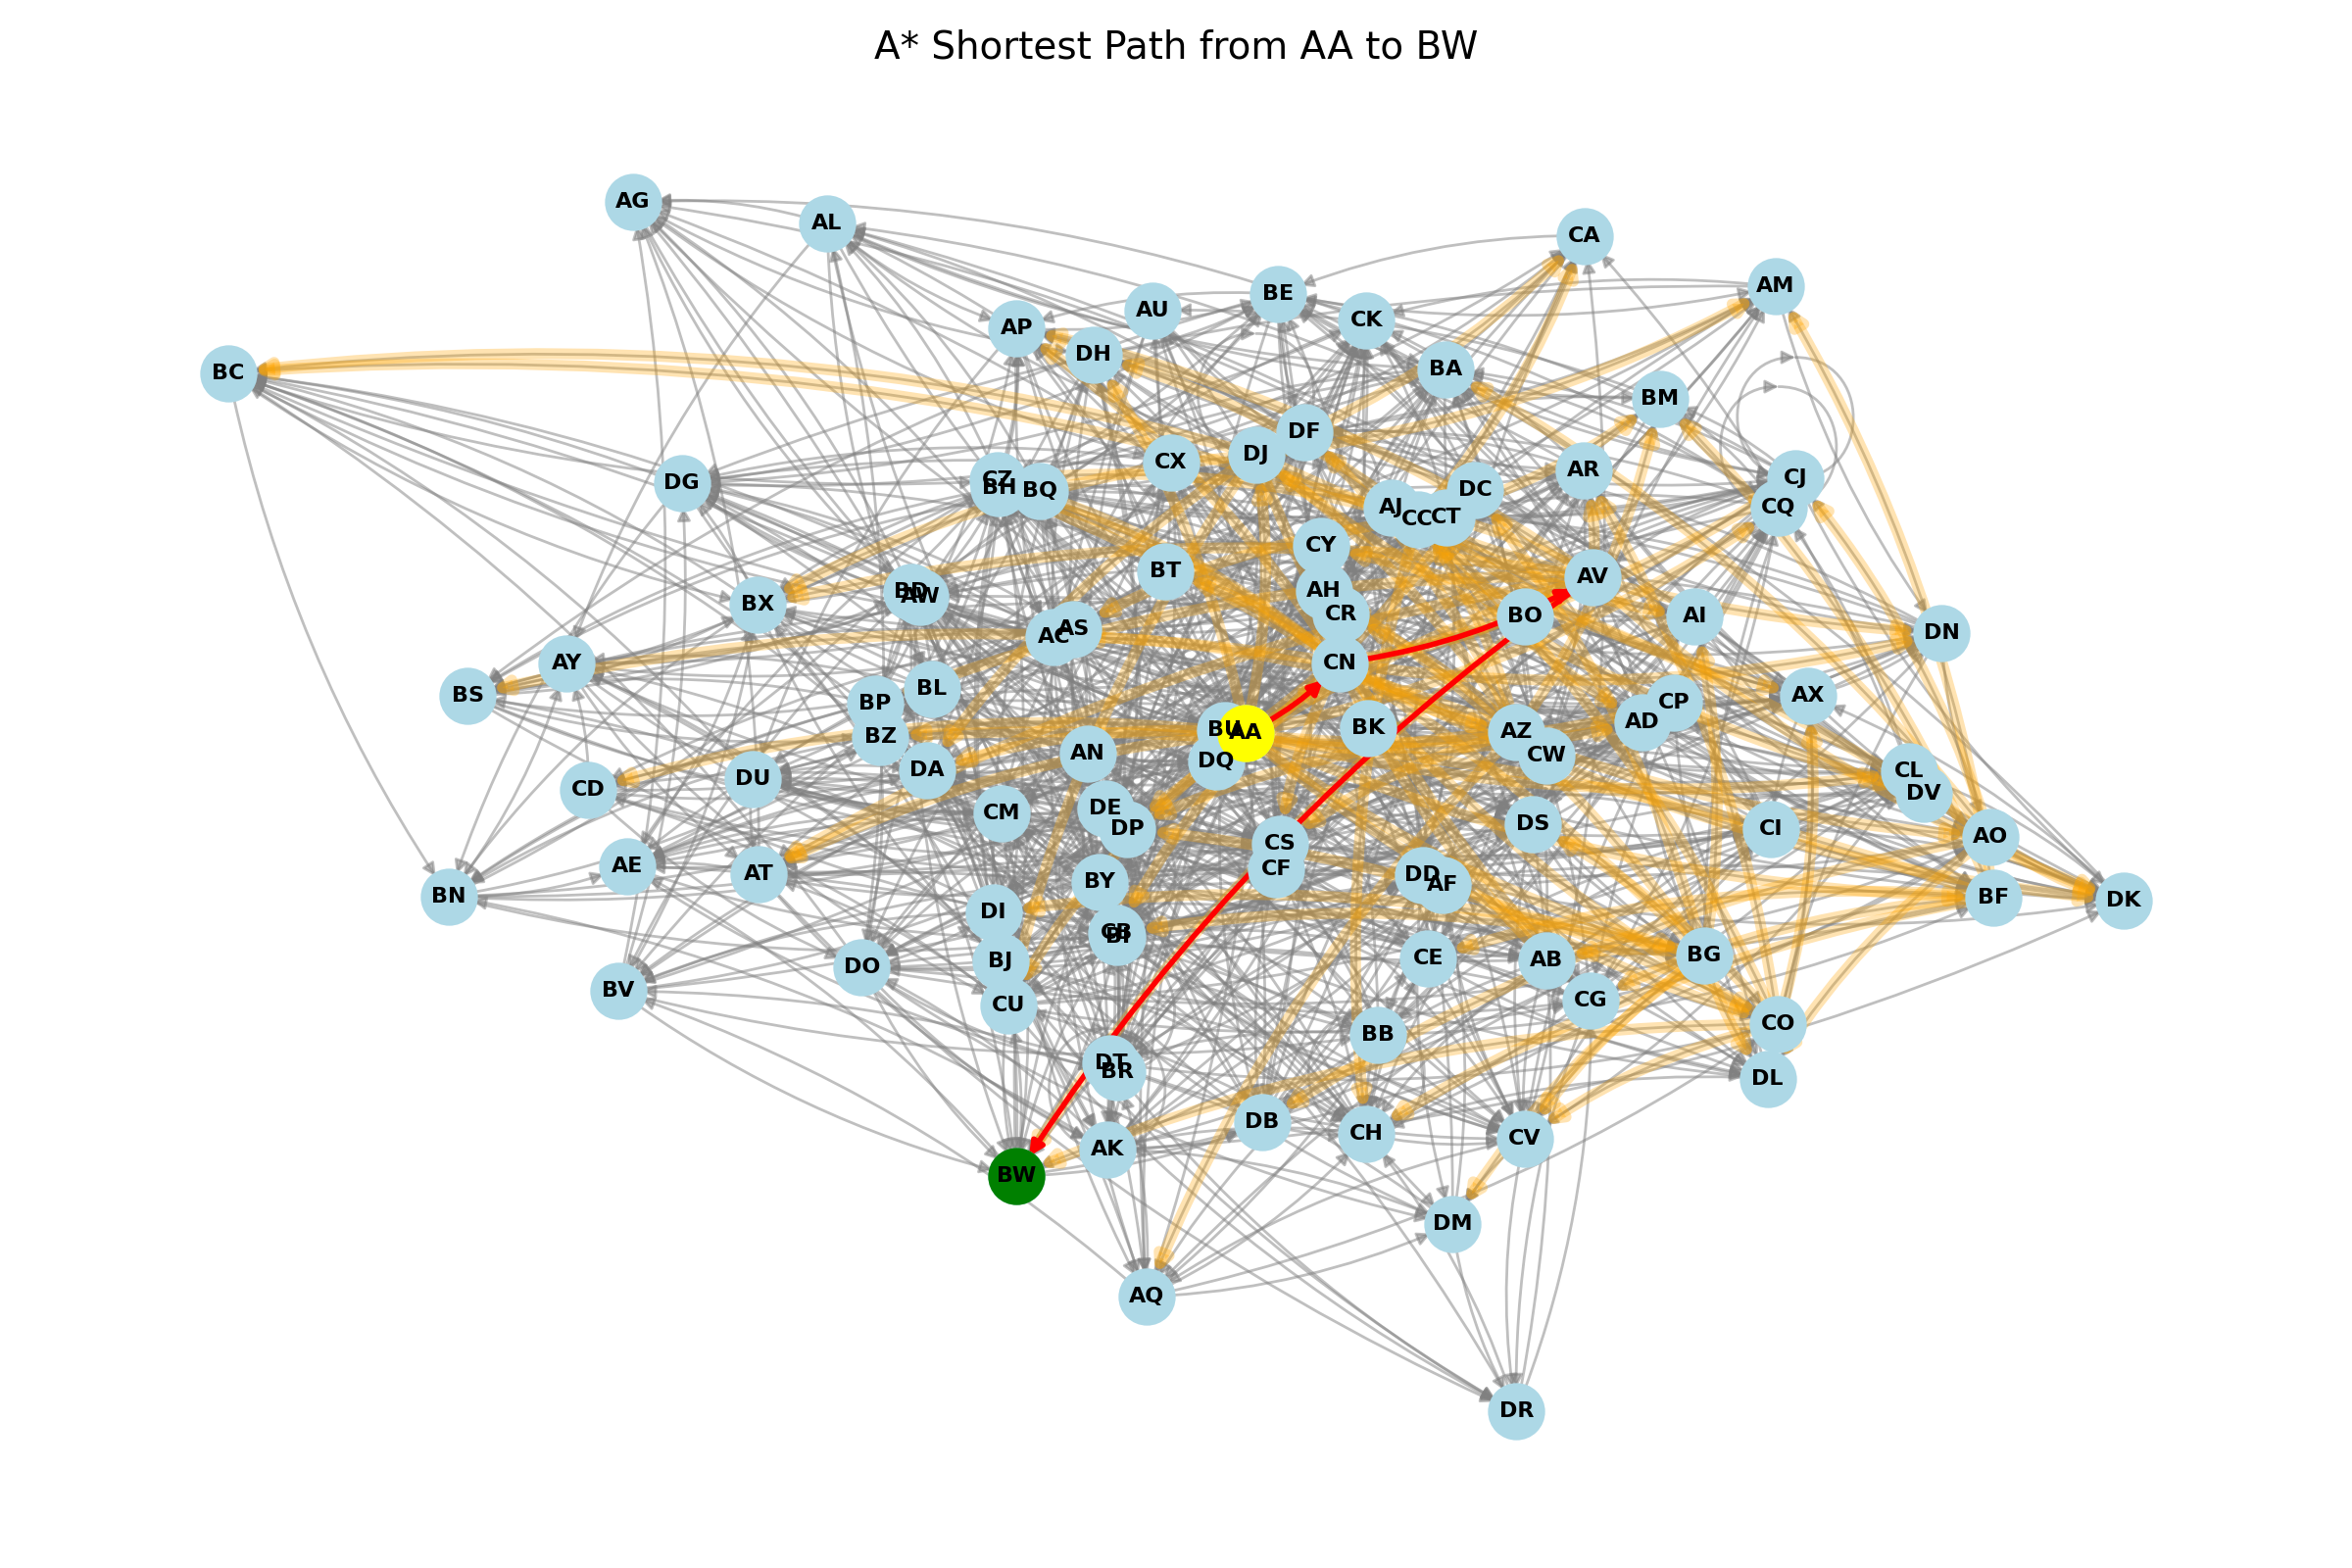 A* Shortest Path from AA to BW
AG
AL
CA
AM
BE
AU
CK
AP
DH
BA
BC
BM
DF
DJ
CX
AR
CJ
DG
CZ
BH
BQ
DC
AJ
CC
CT
CQ
CY
BT
AV
AH
BD
AW
BX
CR
BO
AI
AS
AC
DN
CN
AY
BS
BL
BP
CP
AX
AD
BK
BU
AA
AZ
BZ
AN
CW
DQ
DA
DU
CL
CD
DV
DE
CM
DP
DS
CI
AO
CS
CF
AE
AT
DD
AF
BY
BN
BF
DK
DI
CB
BI
BG
CE
AB
BJ
DO
BV
CG
CU
CO
BB
DT
BR
DL
DB
CH
CV
AK
BW
DM
AQ
DR